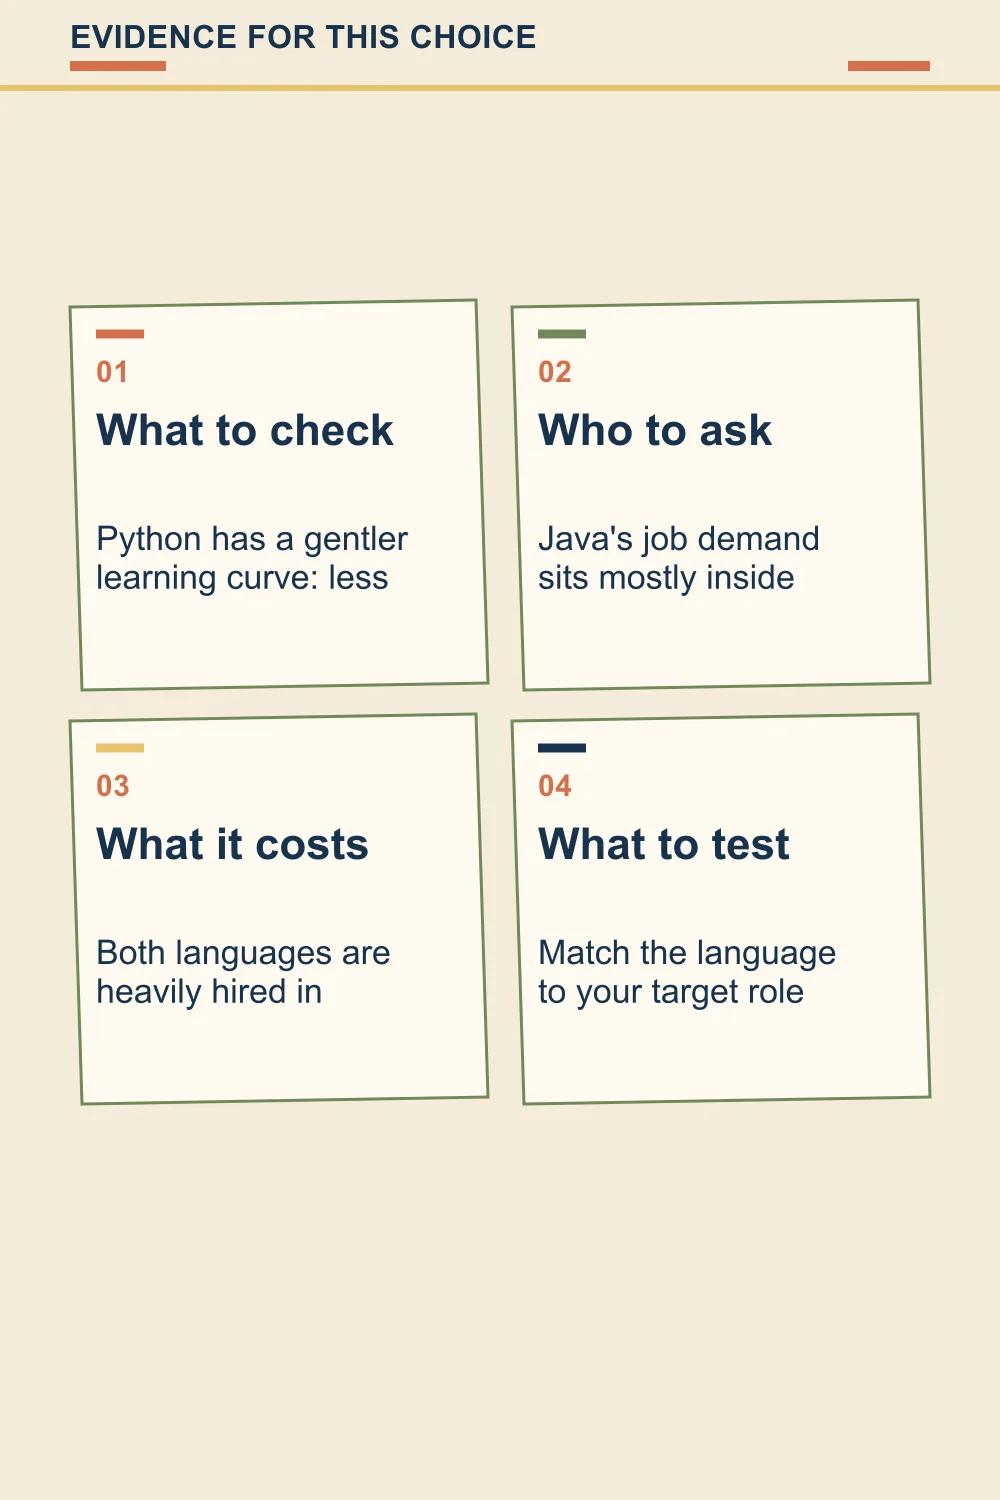 EVIDENCE FOR THIS CHOICE
01
What to check
Python has a gentler
learning curve: less
02
Who to ask
Java's job demand
sits mostly inside
03
What it costs
Both languages are
heavily hired in
04
What to test
Match the language
to your target role